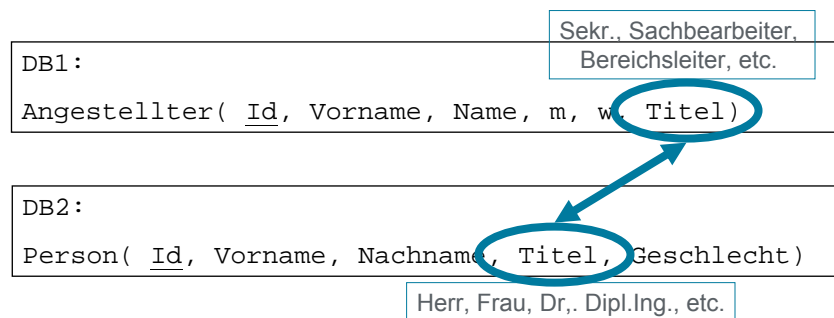 Sekr., Sachbearbeiter,
Bereichsleiter, etc.
DB1:
Angestellter( Id, Vorname, Name, m, w, Titel)
DB2:
Person( Id, Vorname, Nachname, Titel, Geschlecht)
Herr, Frau, Dr,. Dipl.Ing., etc.